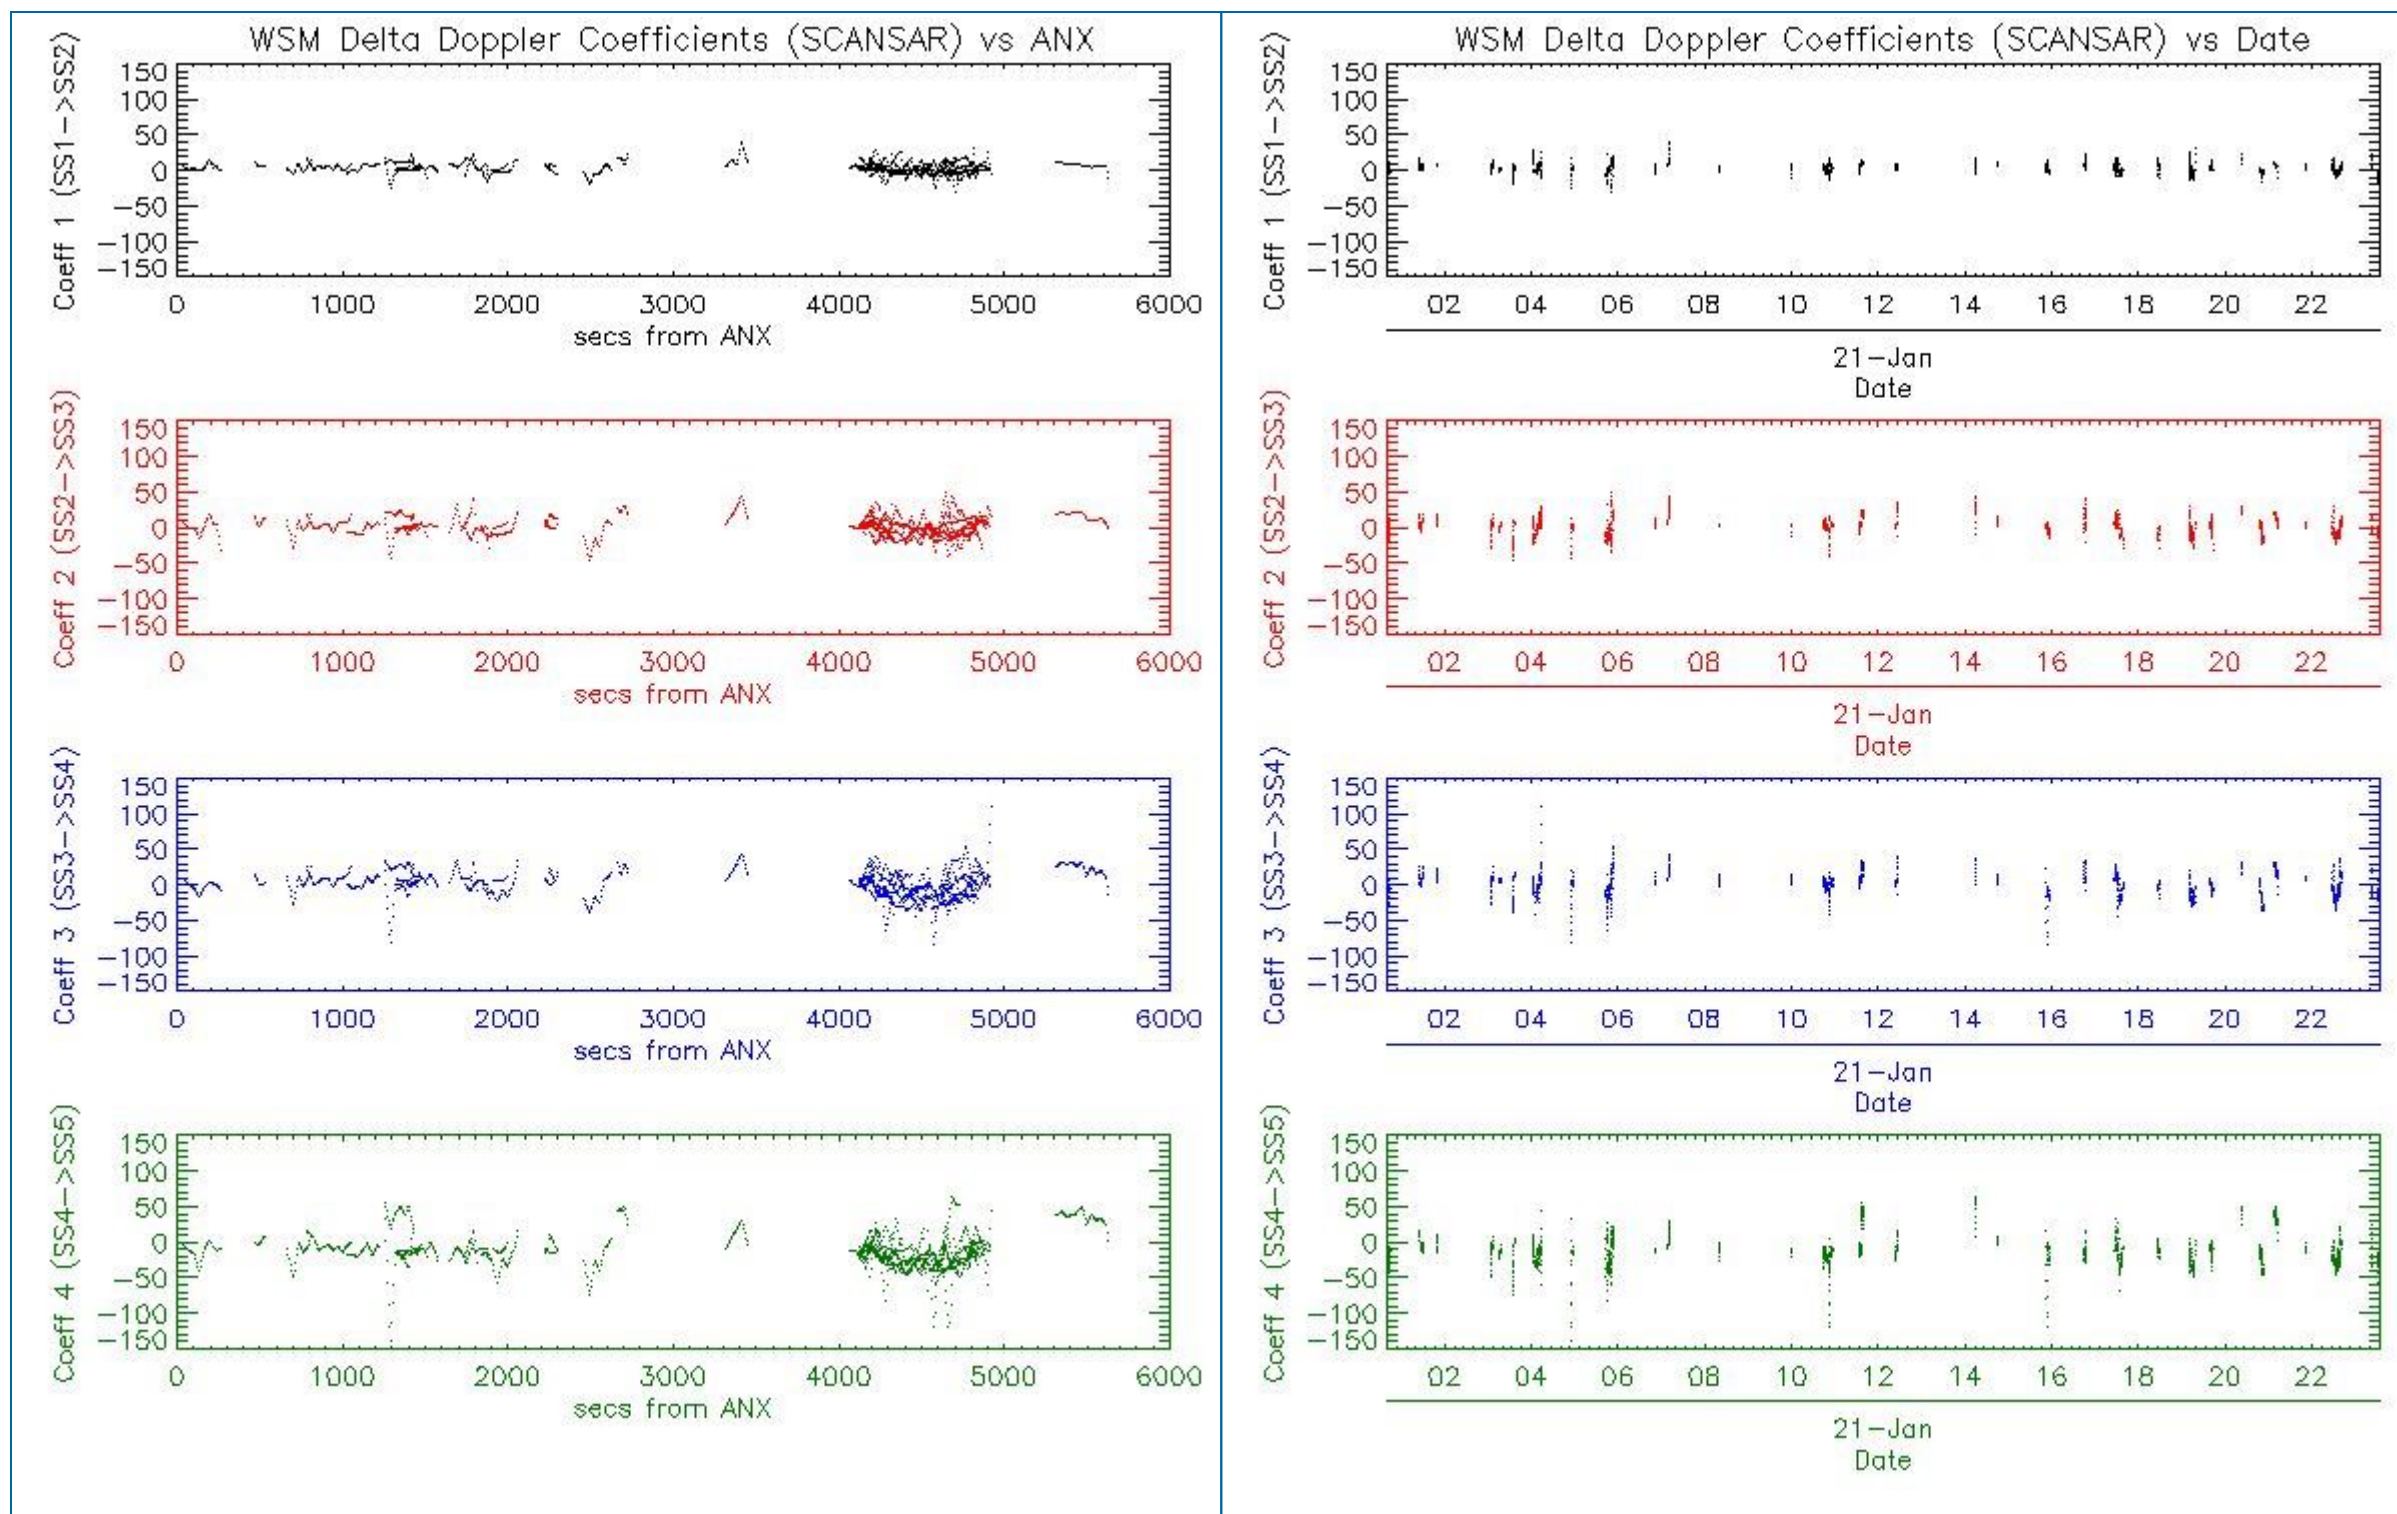 WSM Delta Doppler Coefficients (SCANSAR) vs ANX
Coeff 1 (SS1->SS2)
150
100
50
0
-50
-100
-150
0 1000 2000 3000 4000 5000 6000
secs from ANX
Coeff 2 (SS2->SS3)
150
100
50
0
-50
-100
-150
0 1000 2000 3000 4000 5000 6000
secs from ANX
Coeff 3 (SS3->SS4)
150
100
50
0
-50
-100
-150
0 1000 2000 3000 4000 5000 6000
secs from ANX
Coeff 4 (SS4->SS5)
150
100
50
0
-50
-100
-150
0 1000 2000 3000 4000 5000 6000
secs from ANX
WSM Delta Doppler Coefficients (SCANSAR) vs Date
Coeff 1 (SS1->SS2)
150
100
50
0
-50
-100
-150
02 04 06 08 10 12 14 16 18 20 22
21-Jan
Date
Coeff 2 (SS2->SS3)
150
100
50
0
-50
-100
-150
02 04 06 08 10 12 14 16 18 20 22
21-Jan
Date
Coeff 3 (SS3->SS4)
150
100
50
0
-50
-100
-150
02 04 06 08 10 12 14 16 18 20 22
21-Jan
Date
Coeff 4 (SS4->SS5)
150
100
50
0
-50
-100
-150
02 04 06 08 10 12 14 16 18 20 22
21-Jan
Date